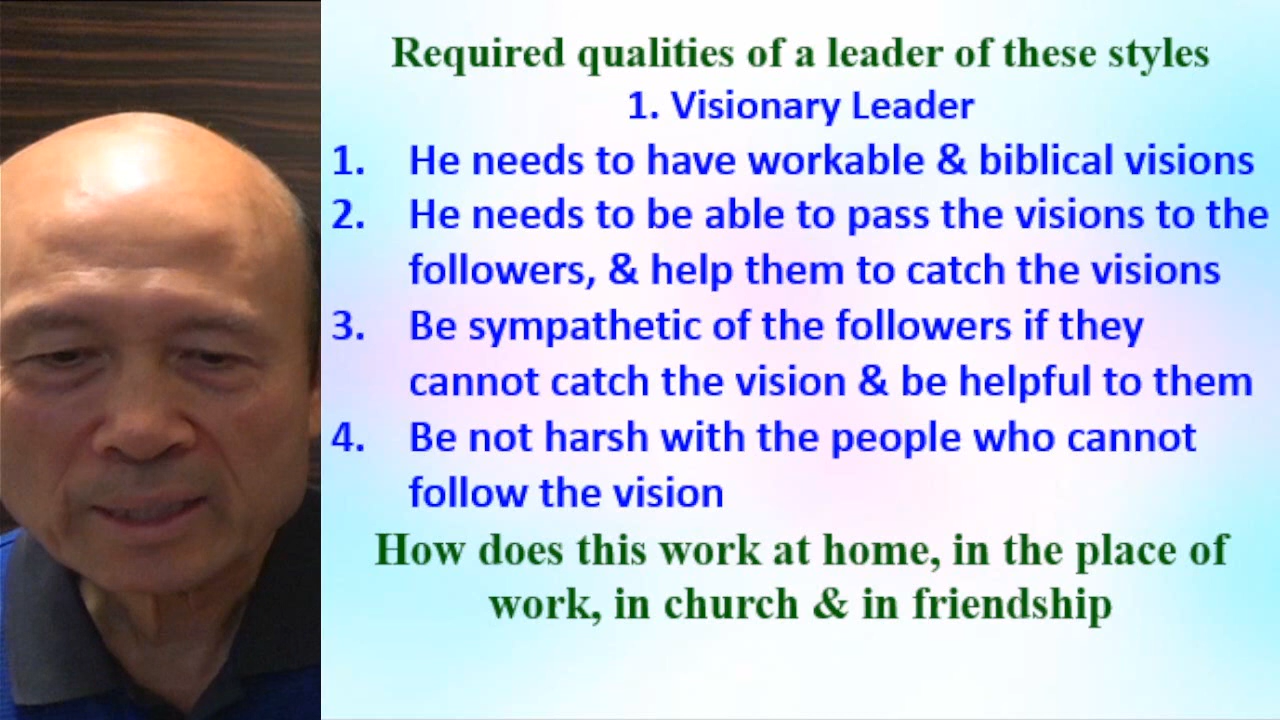 Required qualities of a leader of these styles
1. Visionary Leader
1. He needs to have workable & biblical visions
2. He needs to be able to pass the visions to the
followers, & help them to catch the visions
3. Be sympathetic of the followers if they
cannot catch the vision & be helpful to them
4. Be not harsh with the people who cannot
follow the vision
How does this work at home, in the place of
work, in church & in friendship